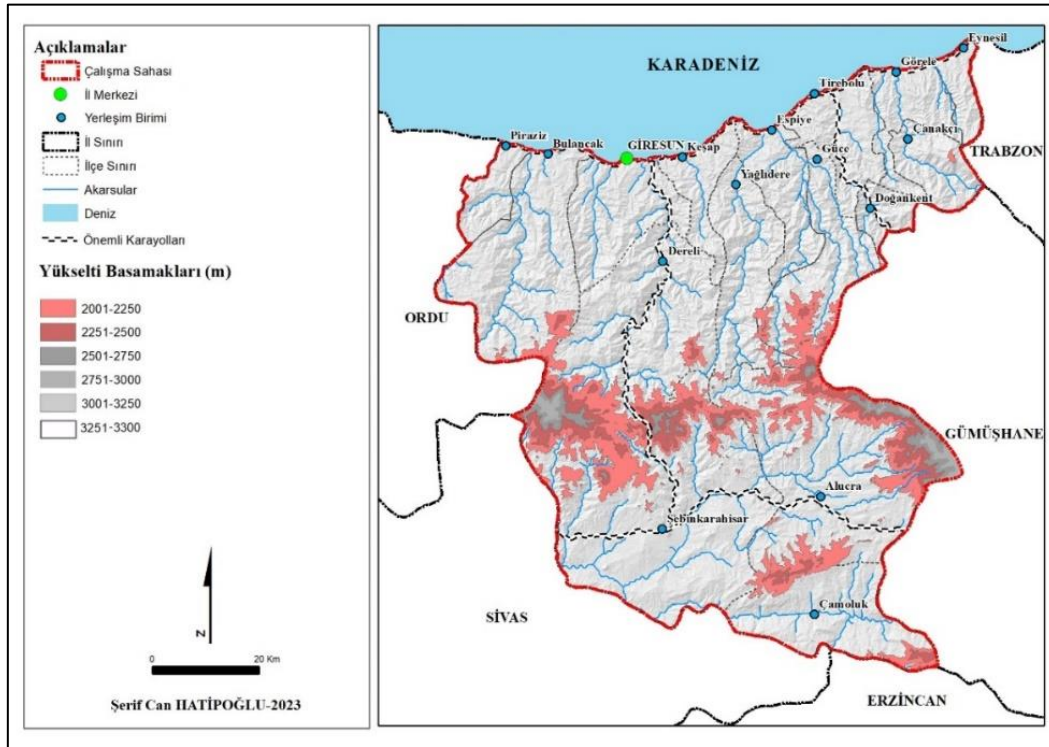 Açıklamalar
Çalışma Sahası
İl Merkezi
Yerleşim Birimi
İl Sınırı
İlçe Sınırı
Akarsular
Deniz
Önemli Karayolları
Yükselti Basamakları (m)
2001-2250
2251-2500
2501-2750
2751-3000
3001-3250
3251-3300
N
0 20 Km
Şerif Can HATİPOĞLU-2023
KARADENİZ
Eynesil
Görele
Tirebolu
Espiye
Çanakçı
Piraziz
Bulancak
GİRESUN
Keşap
Güce
TRABZON
Yağlıdere
Doğankent
Dereli
ORDU
GÜMÜŞHANE
Alucra
Şebinkarahisar
SİVAS
Çamoluk
ERZİNCAN